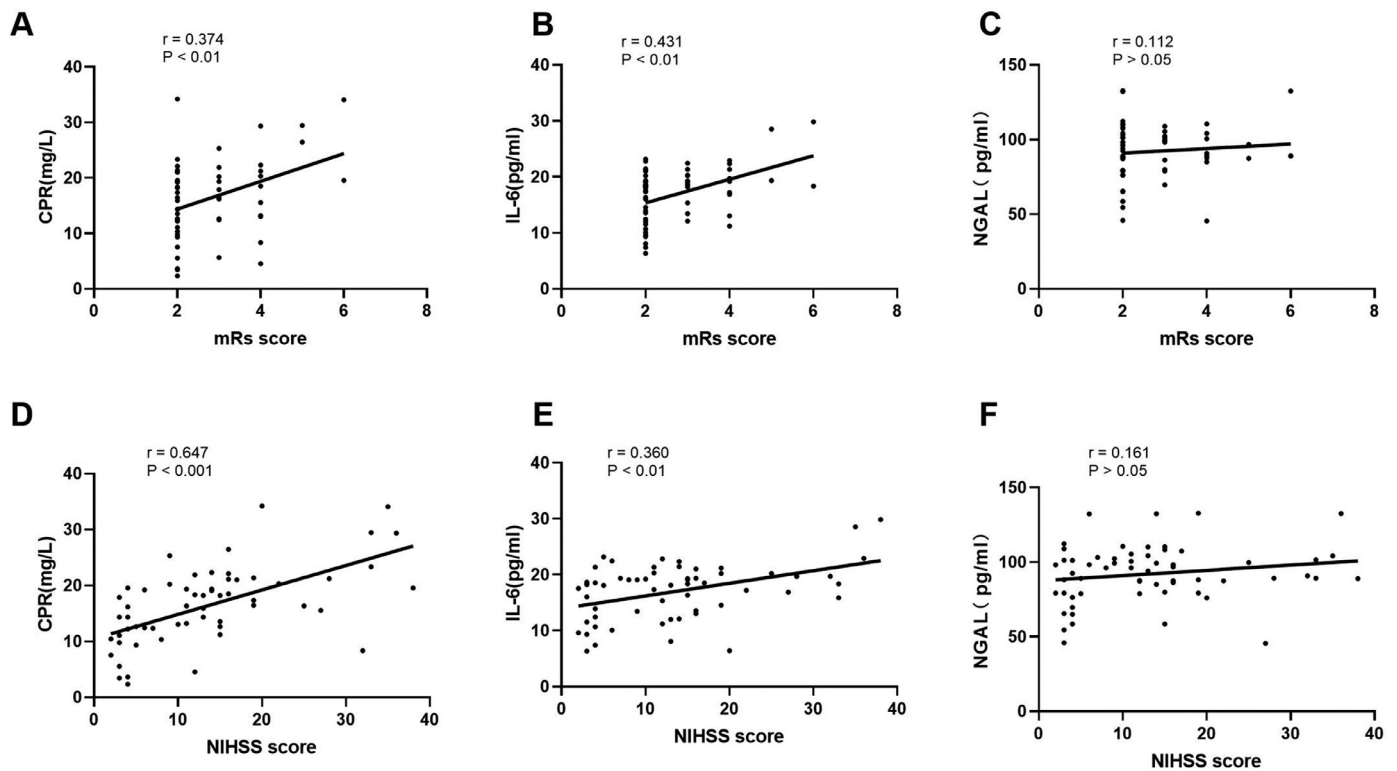 A
r = 0.374
P < 0.01
CPR(mg/L)
40
30
20
10
0
0 2 4 6 8
mRs score
B
r = 0.431
P < 0.01
IL-6(pg/ml)
40
30
20
10
0
0 2 4 6 8
mRs score
C
r = 0.112
P > 0.05
NGAL( pg/ml)
150
100
50
0
0 2 4 6 8
mRs score
D
r = 0.647
P < 0.001
CPR(mg/L)
40
30
20
10
0
0 10 20 30 40
NIHSS score
E
r = 0.360
P < 0.01
IL-6(pg/ml)
40
30
20
10
0
0 10 20 30 40
NIHSS score
F
r = 0.161
P > 0.05
NGAL( pg/ml)
150
100
50
0
0 10 20 30 40
NIHSS score